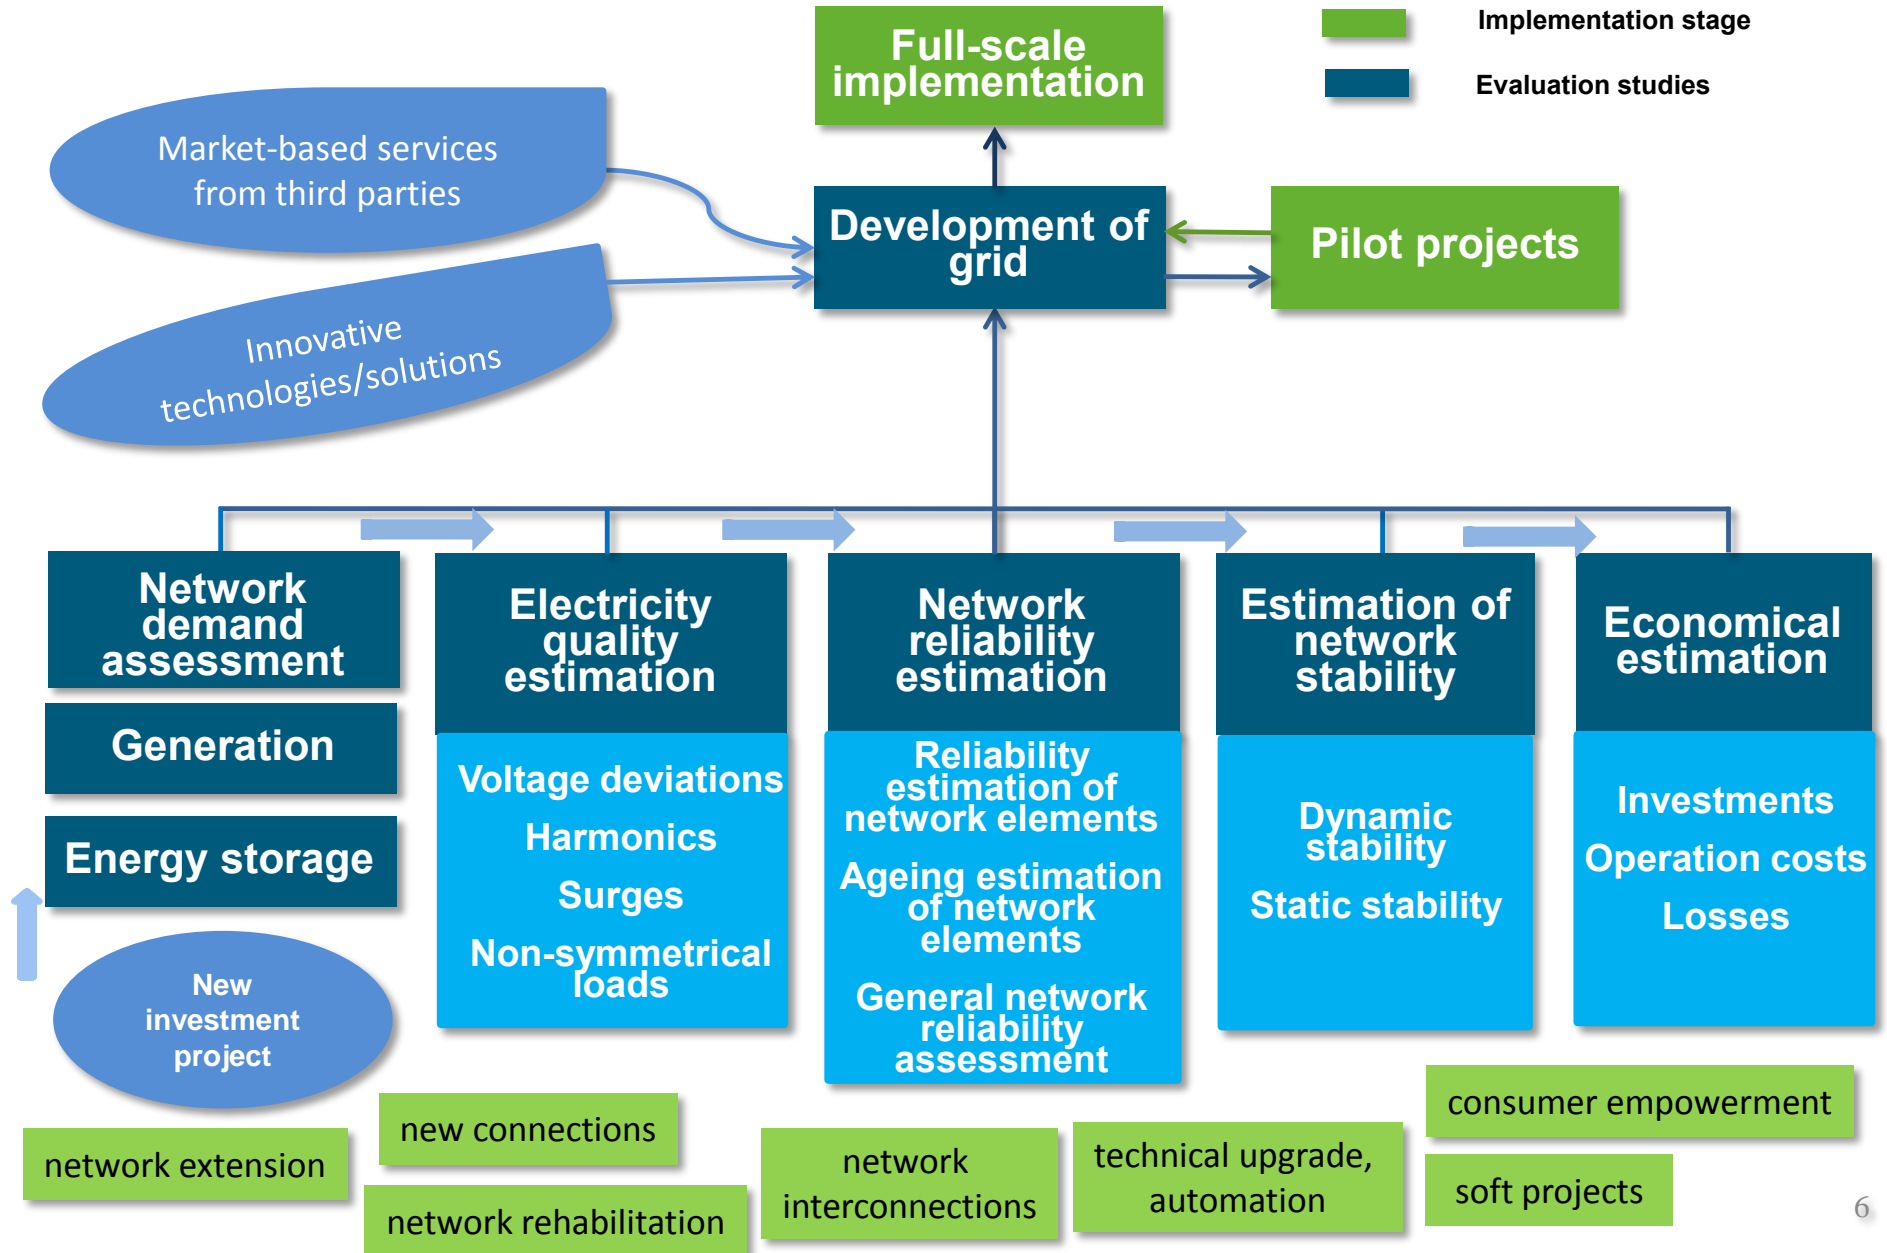 Full-scale
implementation
Implementation stage
Evaluation studies
Market-based services
from third parties
Development of
grid
Pilot projects
Innovative
technologies/solutions
Network
demand
assessment
Generation
Energy storage
New
investment
project
Electricity
quality
estimation
Voltage deviations
Harmonics
Surges
Non-symmetrical
loads
Network
reliability
estimation
Reliability
estimation of
network elements
Ageing estimation
of network
elements
General network
reliability
assessment
Estimation of
network
stability
Dynamic
stability
Static stability
Economical
estimation
Investments
Operation costs
Losses
network extension
new connections
network rehabilitation
network
interconnections
technical upgrade,
automation
consumer empowerment
soft projects
6